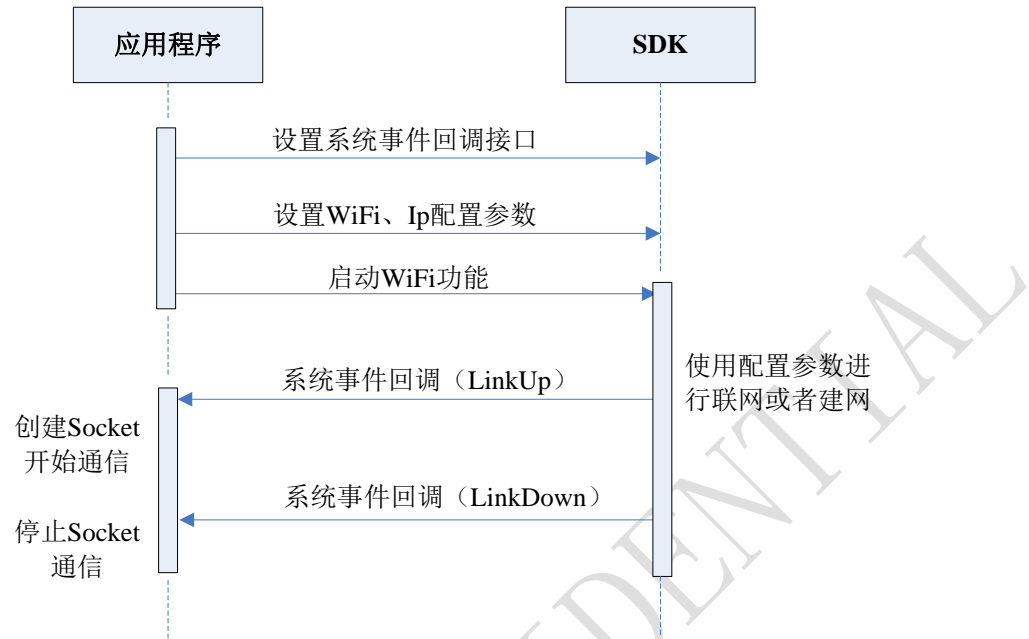 应用程序
SDK
设置系统事件回调接口
设置WiFi、Ip配置参数
启动WiFi功能
使用配置参数进
行联网或者建网
系统事件回调（LinkUp）
创建Socket
开始通信
系统事件回调（LinkDown）
停止Socket
通信
DENTIAL